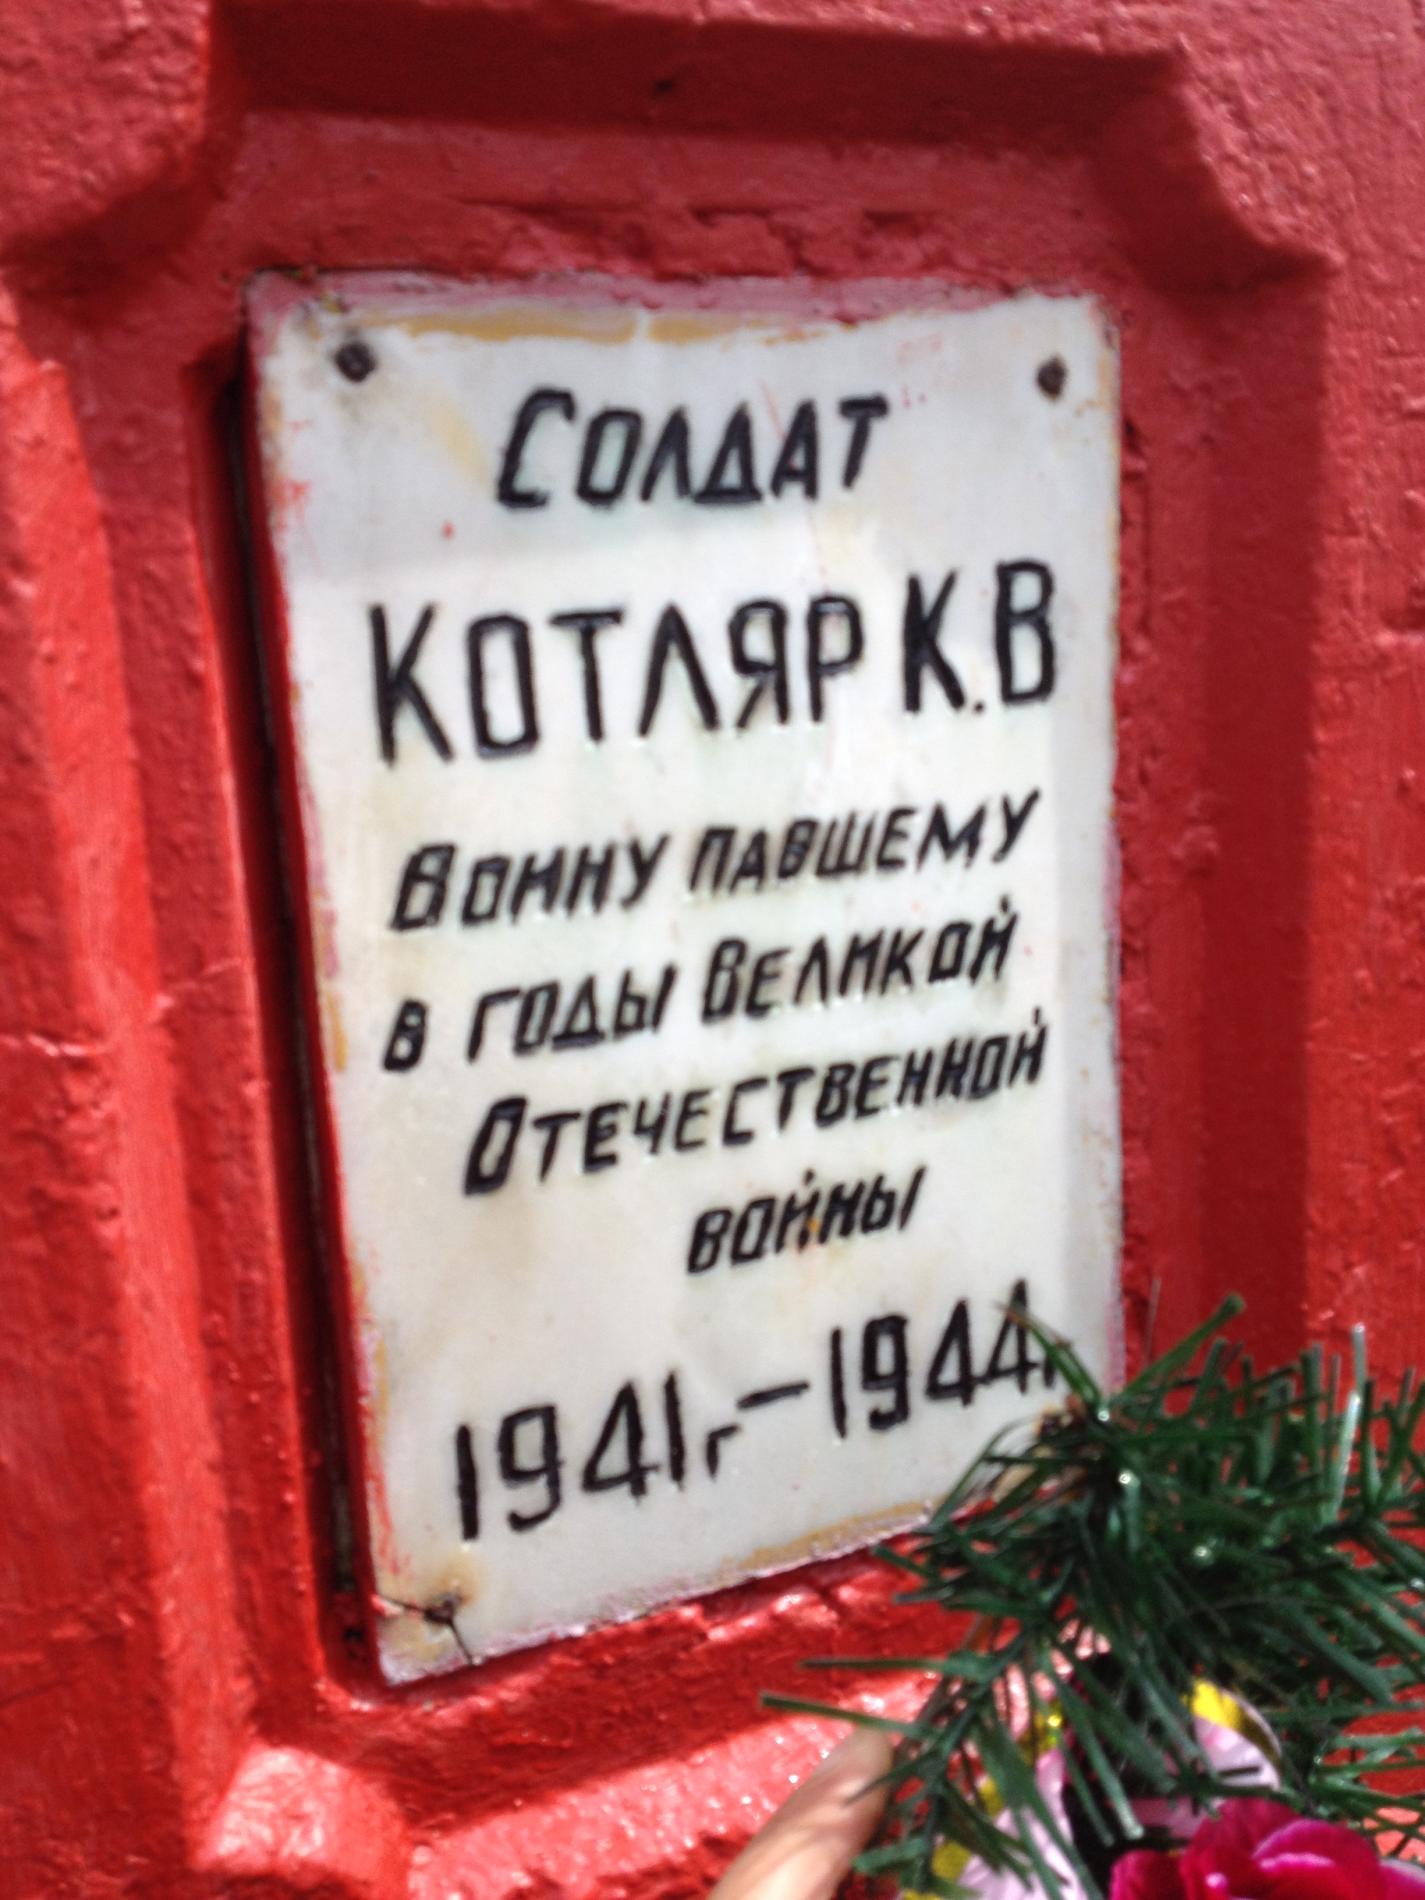 Солдат
КОТЛЯР К.В
Воину павшему
в годы Великой
Отечественной
войны
1941г-1944г